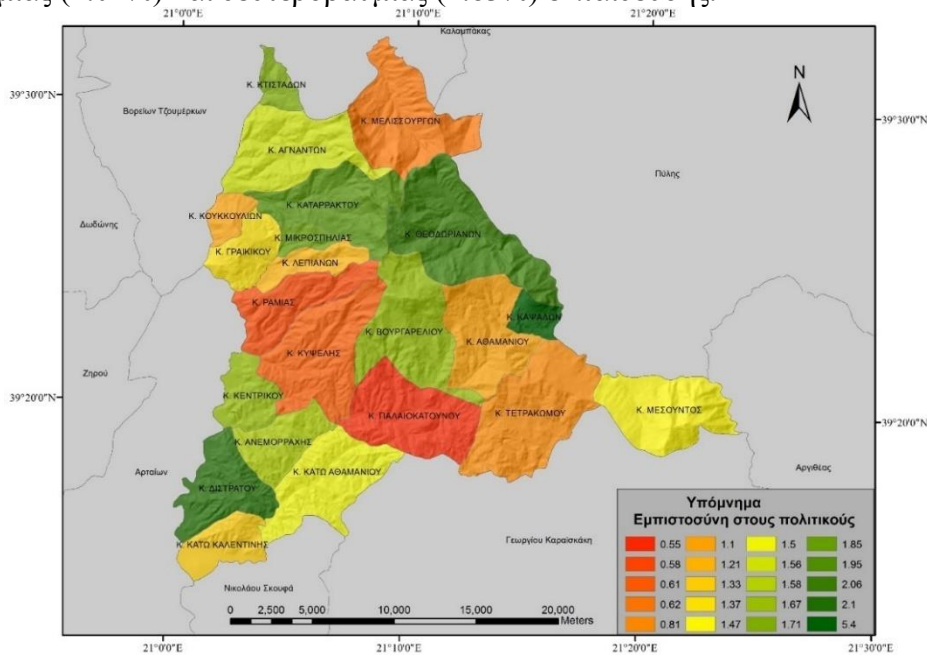 21°0'0"E 21°10'0"E 21°20'0"E
Καλαμπάκας
Κ. ΚΤΙΣΤΑΔΩΝ
39°30'0"N
Βορείων Τζουμέρκων
N
Κ. ΜΕΛΙΣΣΟΥΡΓΩΝ
39°30'0"N
Κ. ΑΓΝΑΝΤΩΝ
Πύλης
Κ. ΚΑΤΑΡΡΑΚΤΟΥ
Κ. ΚΟΥΚΚΟΥΛΙΩΝ
Δωδώνης
Κ. ΘΕΟΔΩΡΙΑΝΩΝ
Κ. ΜΙΚΡΟΣΠΗΛΙΑΣ
Κ. ΓΡΑΙΚΙΚΟΥ
Κ. ΛΕΠΙΑΝΩΝ
Κ. ΡΑΜΙΑΣ
Κ. ΚΑΨΑΛΩΝ
Κ. ΒΟΥΡΓΑΡΕΛΙΟΥ
Κ. ΑΘΑΜΑΝΙΟΥ
Κ. ΚΥΨΕΛΗΣ
Ζηρού
39°20'0"N
Κ. ΚΕΝΤΡΙΚΟΥ
Κ. ΠΑΛΑΙΟΚΑΤΟΥΝΟΥ
Κ. ΤΕΤΡΑΚΩΜΟΥ
Κ. ΜΕΣΟΥΝΤΟΣ
39°20'0"N
Κ. ΑΝΕΜΟΡΡΑΧΗΣ
Αρταίων
Κ. ΚΑΤΩ ΑΘΑΜΑΝΙΟΥ
Αργιθέας
Κ. ΔΙΣΤΡΑΤΟΥ
Κ. ΚΑΤΩ ΚΑΛΕΝΤΙΝΗΣ
Γεωργίου Καραϊσκάκη
Νικολάου Σκουφά
Υπόμνημα
Εμπιστοσύνη στους πολιτικούς
0.55 1.1 1.5 1.85
0.58 1.21 1.56 1.95
0.61 1.33 1.58 2.06
0.62 1.37 1.67 2.1
0.81 1.47 1.71 5.4
0 2,500 5,000 10,000 15,000 20,000
Meters
21°0'0"E 21°10'0"E 21°20'0"E 21°30'0"E